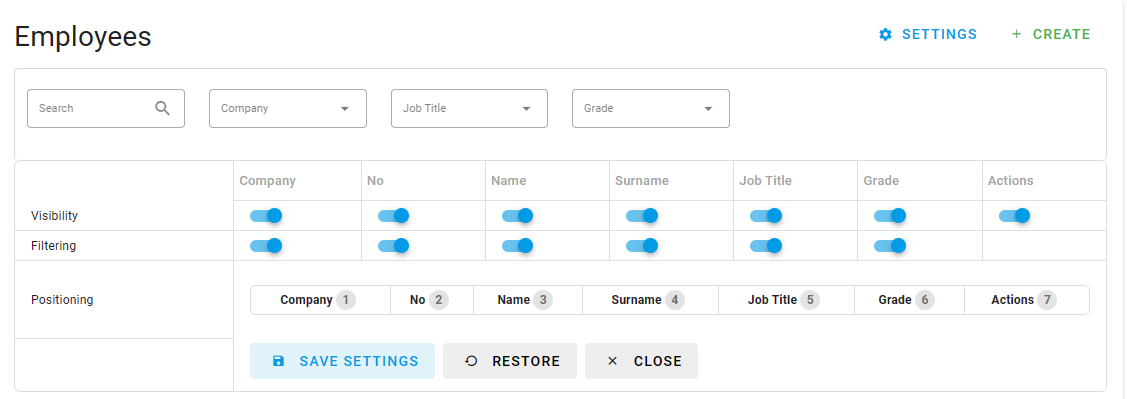 Employees
SETTINGS
CREATE
Search
Company
Job Title
Grade
Company No Name Surname Job Title Grade Actions
Visibility
Filtering
Positioning
Company 1 No 2 Name 3 Surname 4 Job Title 5 Grade 6 Actions 7
SAVE SETTINGS
RESTORE
CLOSE